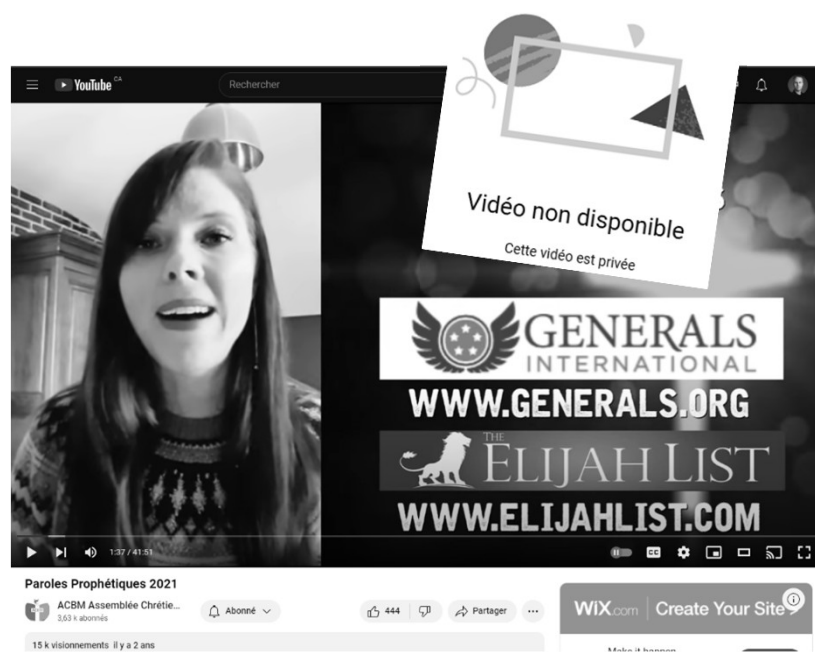 YouTube CA
Rechercher
Vidéo non disponible
Cette vidéo est privée
GENERALS
INTERNATIONAL
WWW.GENERALS.ORG
THE
ELIJAH LIST
WWW.ELIJAHLIST.COM
1:37 / 41:51
CC
Paroles Prophétiques 2021
ACBM Assemblée Chrétie...
3,63 k abonnés
Abonné
444
Partager
WiX.com | Create Your Site
15 k visionnements il y a 2 ans
Make it happen